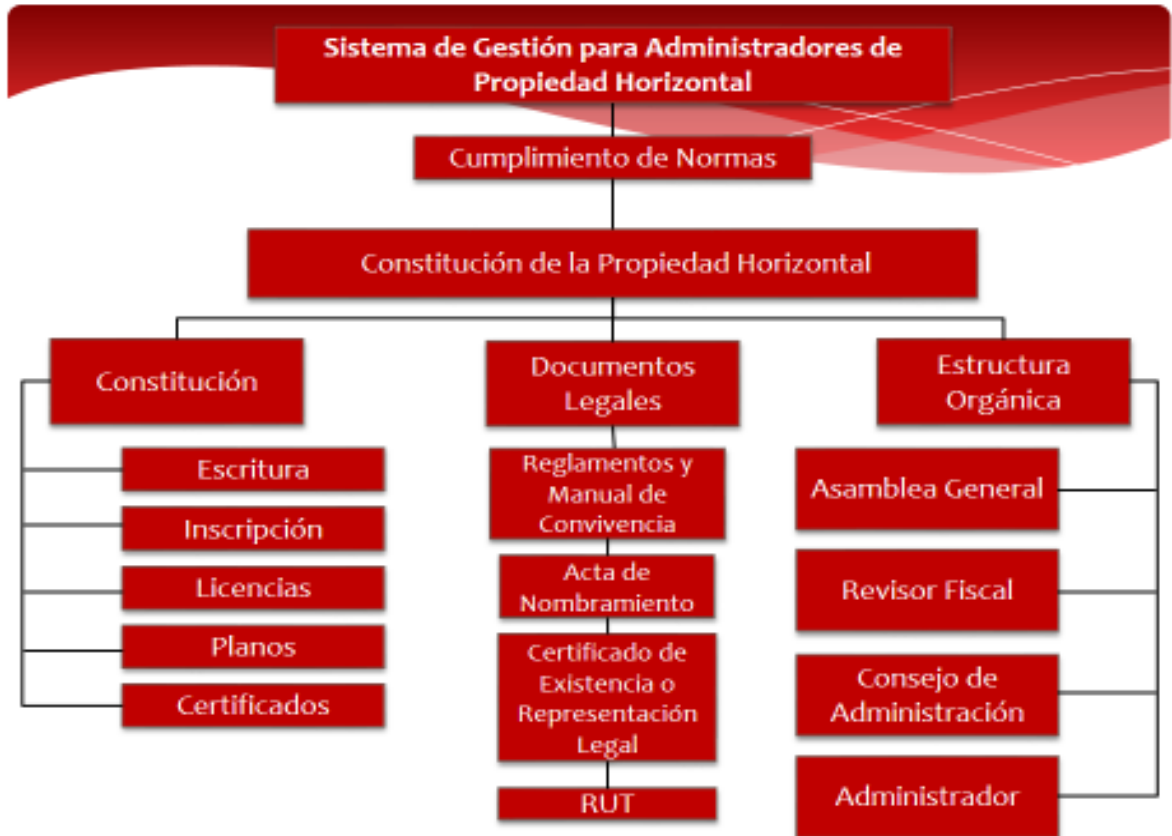 Sistema de Gestión para Administradores de
Propiedad Horizontal
Cumplimiento de Normas
Constitución de la Propiedad Horizontal
Constitución
Escritura
Inscripción
Licencias
Planos
Certificados
Documentos
Legales
Reglamentos y
Manual de
Convivencia
Acta de
Nombramiento
Certificado de
Existencia o
Representación
Legal
RUT
Estructura
Orgánica
Asamblea General
Revisor Fiscal
Consejo de
Administración
Administrador